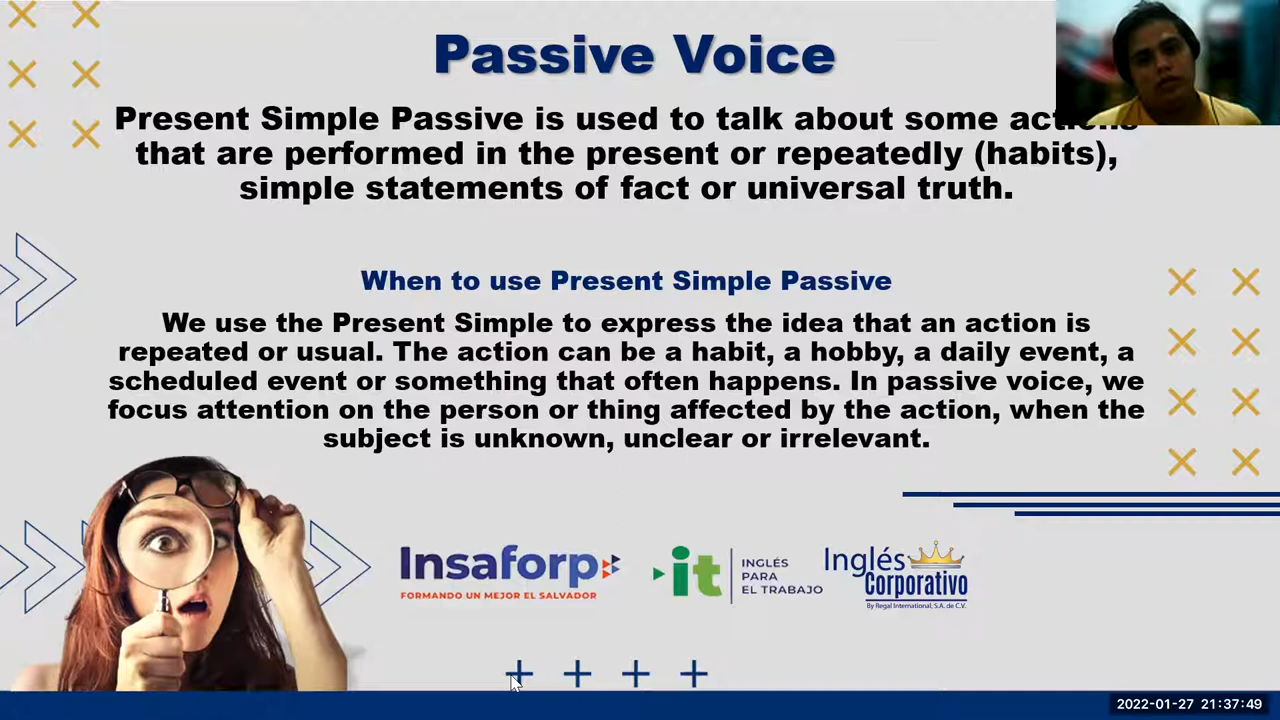 Passive Voice
Present Simple Passive is used to talk about some actions
that are performed in the present or repeatedly (habits),
simple statements of fact or universal truth.
When to use Present Simple Passive
We use the Present Simple to express the idea that an action is
repeated or usual. The action can be a habit, a hobby, a daily event, a
scheduled event or something that often happens. In passive voice, we
focus attention on the person or thing affected by the action, when the
subject is unknown, unclear or irrelevant.
Insaforp
FORMANDO UN MEJOR EL SALVADOR
it
INGLÉS
PARA
EL TRABAJO
Inglés
Corporativo
By Regal International, S.A. de C.V.
2022-01-27 21:37:49